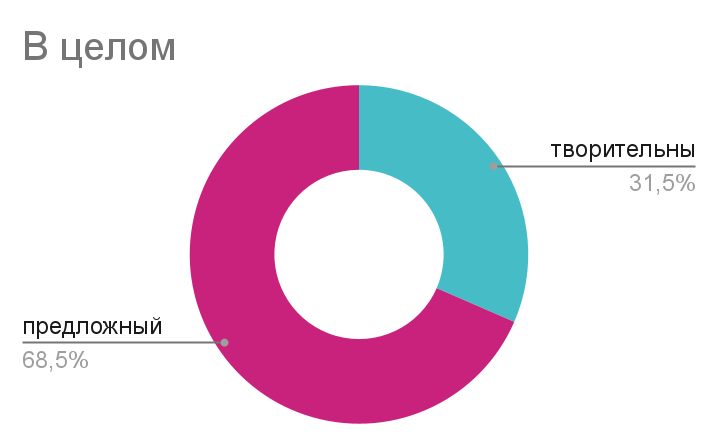 В целом
творительны
31,5%
предложный
68,5%